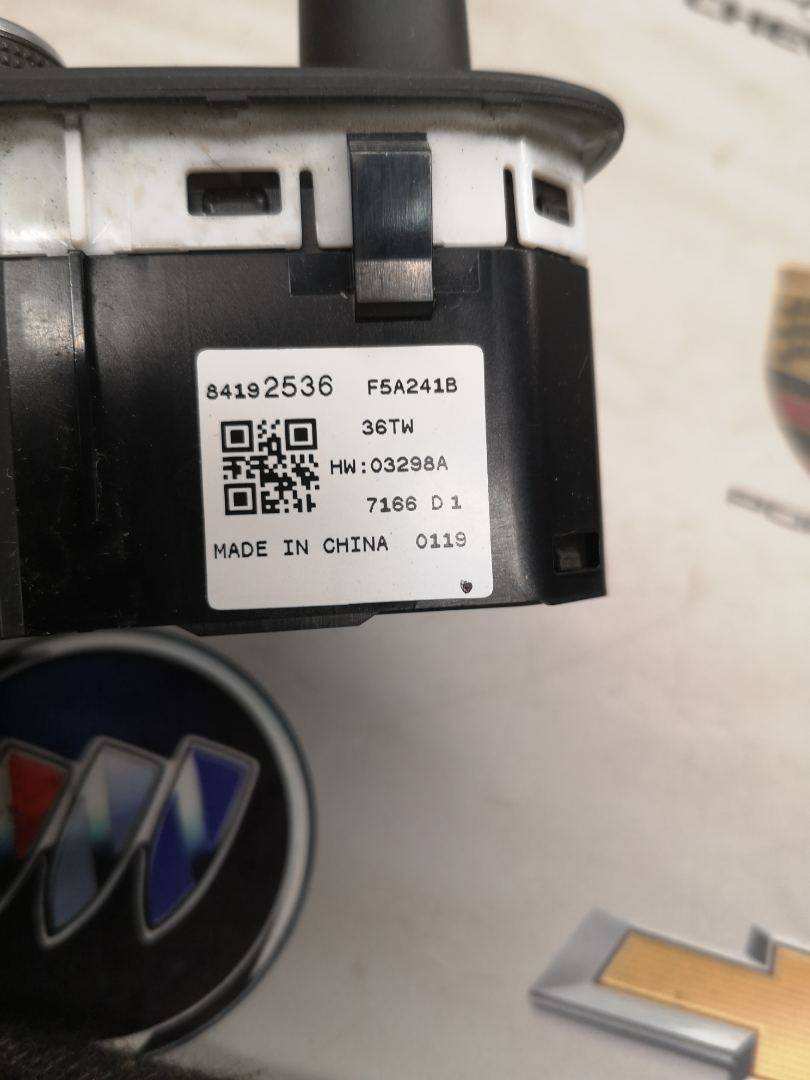 84192536 F5A241B
36TW
HW:03298A
7166 D1
MADE IN CHINA 0119